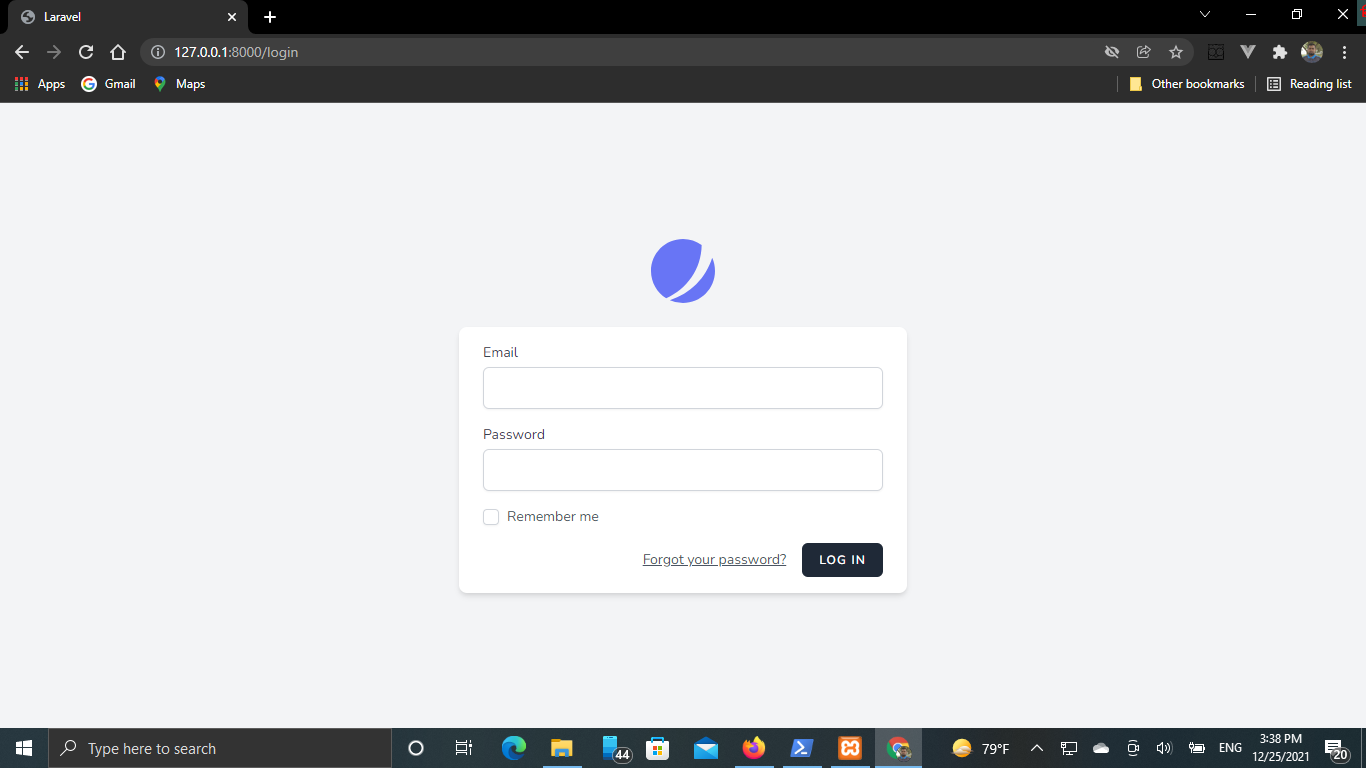 Laravel
127.0.0.1:8000/login
Apps Gmail Maps Other bookmarks Reading list
Email
Password
Remember me
Forgot your password? LOG IN
Type here to search 44 79°F ENG 3:38 PM
12/25/2021 20